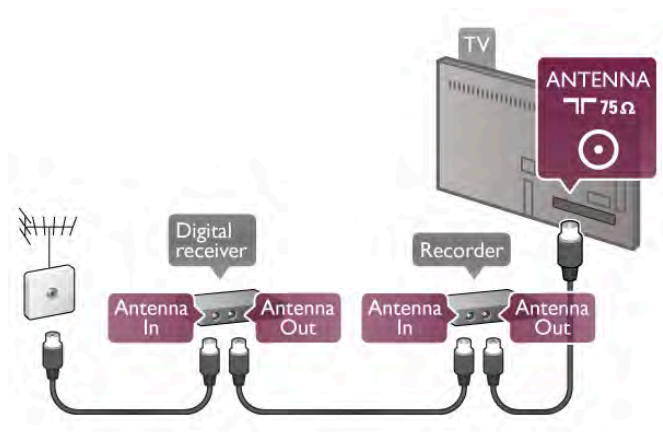 TV
ANTENNA
75 Ω
Digital
receiver
Recorder
Antenna
In
Antenna
Out
Antenna
In
Antenna
Out